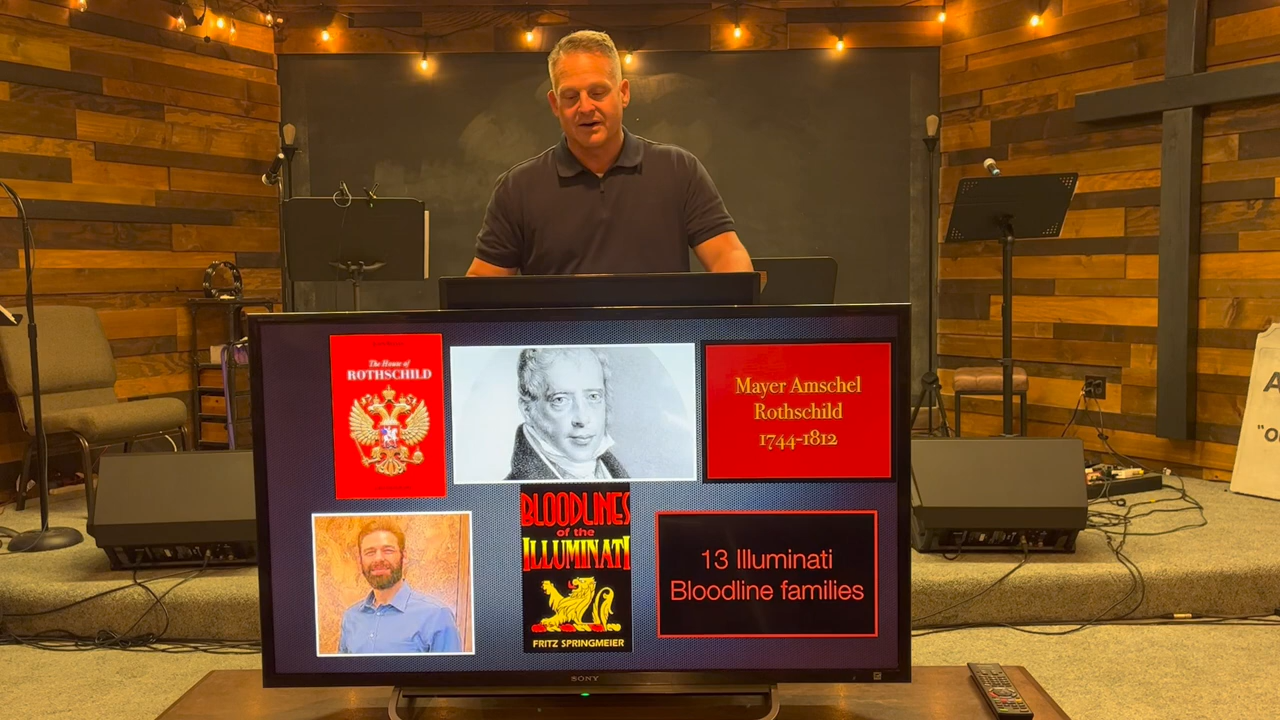 The House of
ROTHSCHILD
Mayer Amschel
Rothschild
1744-1812
BLOODLINES
of the
ILLUMINATI
FRITZ SPRINGMEIER
13 Illuminati
Bloodline families
SONY
A
"O